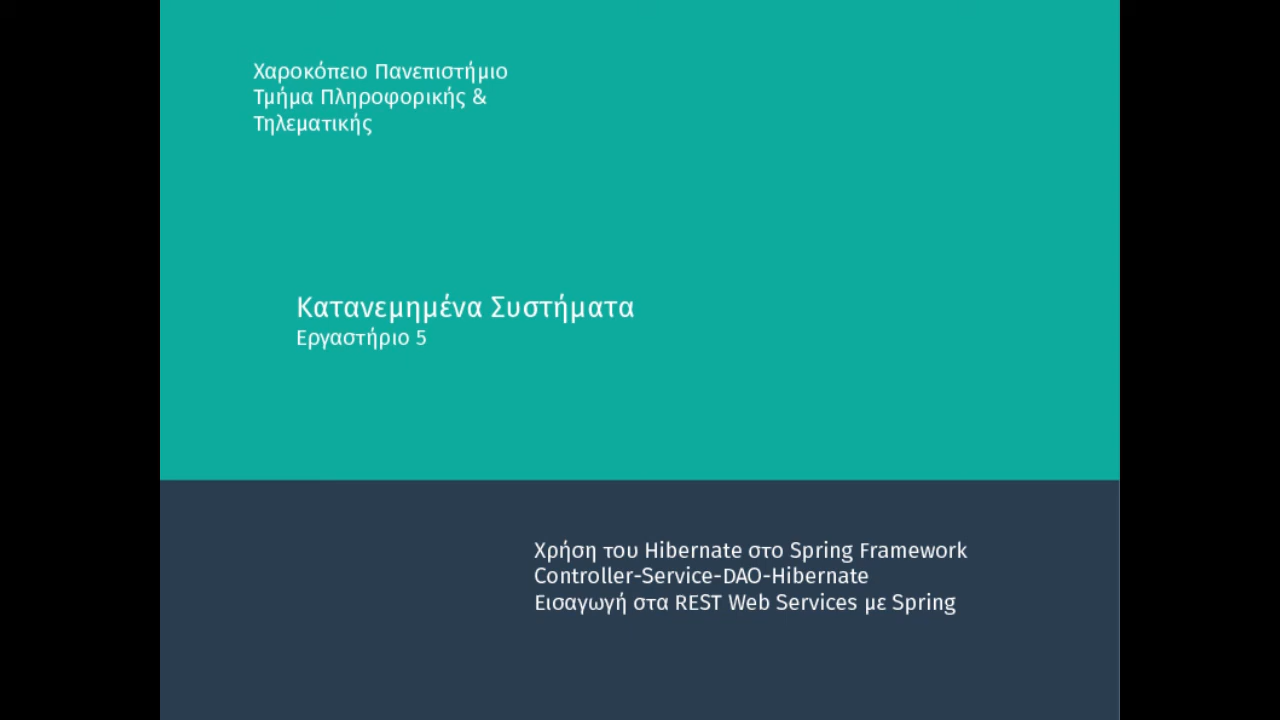 Χαροκόπειο Πανεπιστήμιο
Τμήμα Πληροφορικής &
Τηλεματικής
Κατανεμημένα Συστήματα
Εργαστήριο 5
Χρήση του Hibernate στο Spring Framework
Controller-Service-DAO-Hibernate
Εισαγωγή στα REST Web Services με Spring